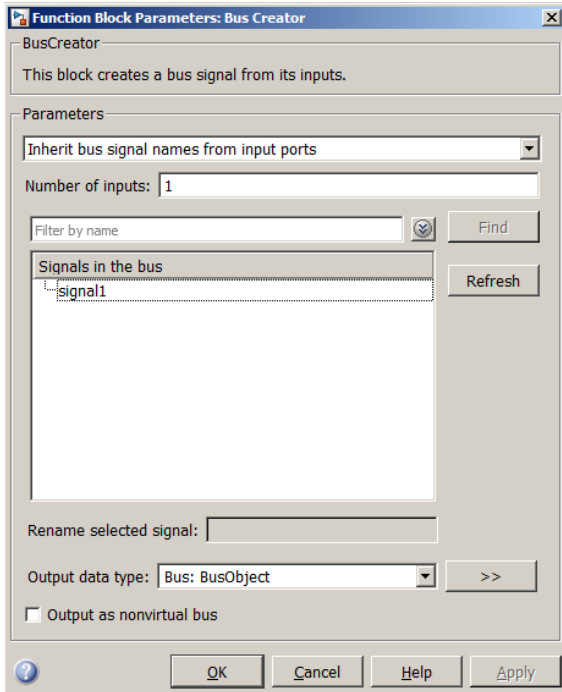 Function Block Parameters: Bus Creator
BusCreator
This block creates a bus signal from its inputs.
Parameters
Inherit bus signal names from input ports
Number of inputs: 1
Filter by name
Find
Signals in the bus
signal1
Refresh
Rename selected signal:
Output data type: Bus: BusObject >>
Output as nonvirtual bus
OK Cancel Help Apply